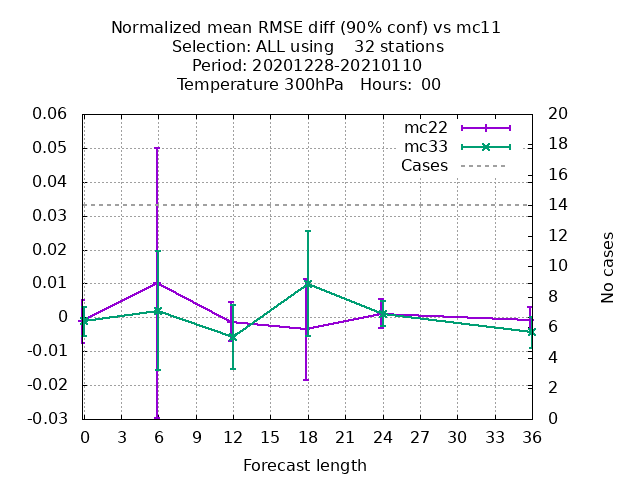 Normalized mean RMSE diff (90% conf) vs mc11
Selection: ALL using 32 stations
Period: 20201228-20210110
Temperature 300hPa Hours: 00
0.06
0.05
0.04
0.03
0.02
0.01
0
-0.01
-0.02
-0.03
mc22
mc33
Cases
20
18
16
14
12
10
8
6
4
2
0
No cases
0 3 6 9 12 15 18 21 24 27 30 33 36
Forecast length